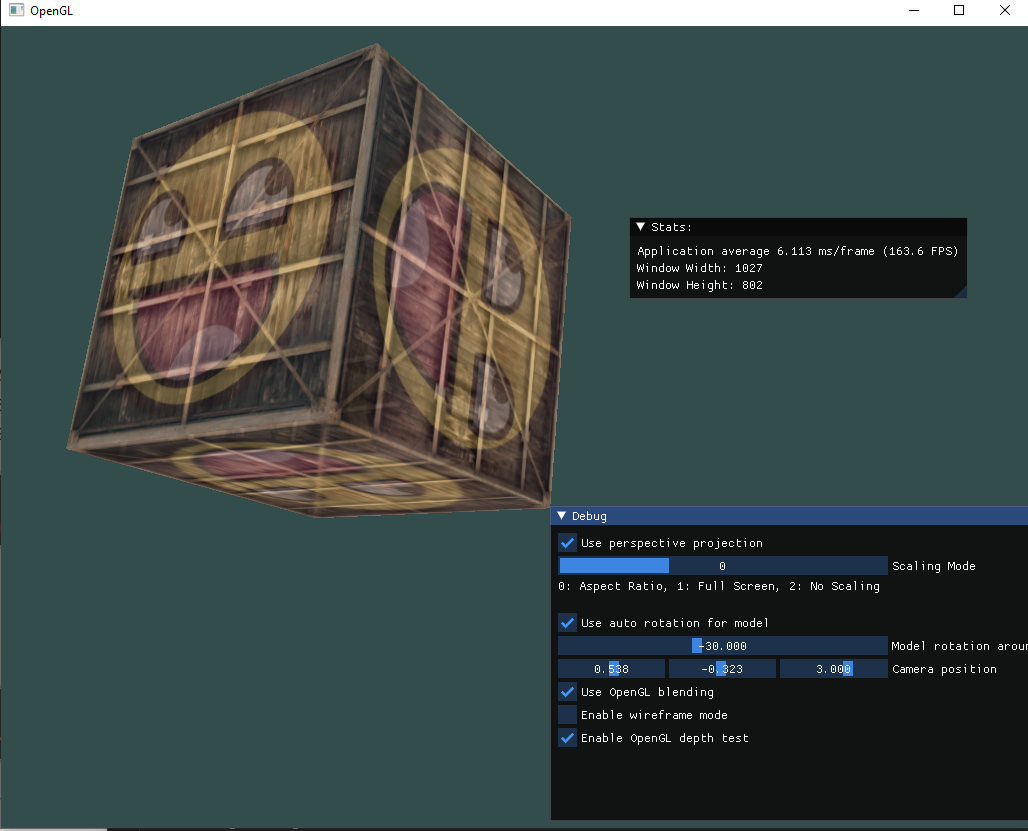 OpenGL
Stats:
Application average 6.113 ms/frame (163.6 FPS)
Window Width: 1027
Window Height: 802
Debug
Use perspective projection
0 Scaling Mode
0: Aspect Ratio, 1: Full Screen, 2: No Scaling
Use auto rotation for model
-30.000 Model rotation arou
0.538 -0.323 3.000 Camera position
Use OpenGL blending
Enable wireframe mode
Enable OpenGL depth test